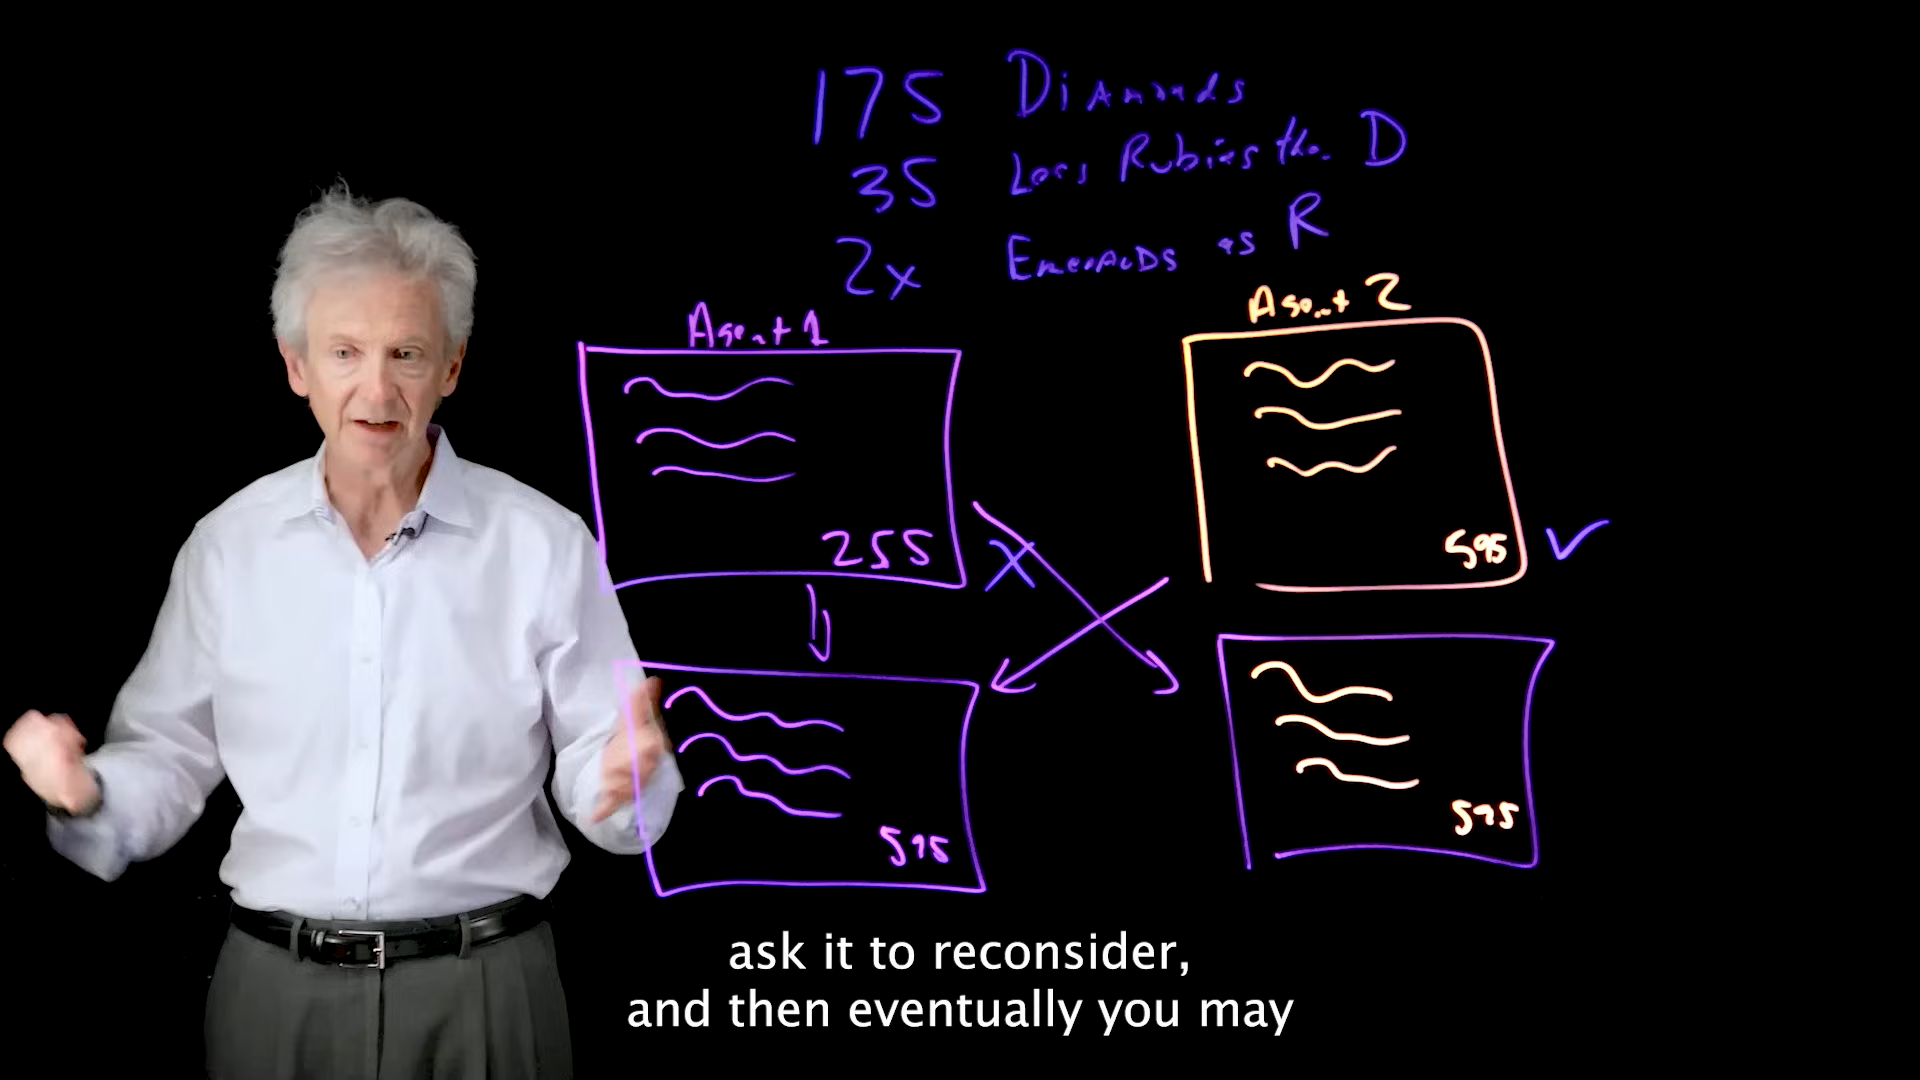 175 Diamonds
35 Less Rubies than D
2x Emeralds as R
Agent 1
Agent 2
255
X
595 ✓
595
595
ask it to reconsider,
and then eventually you may